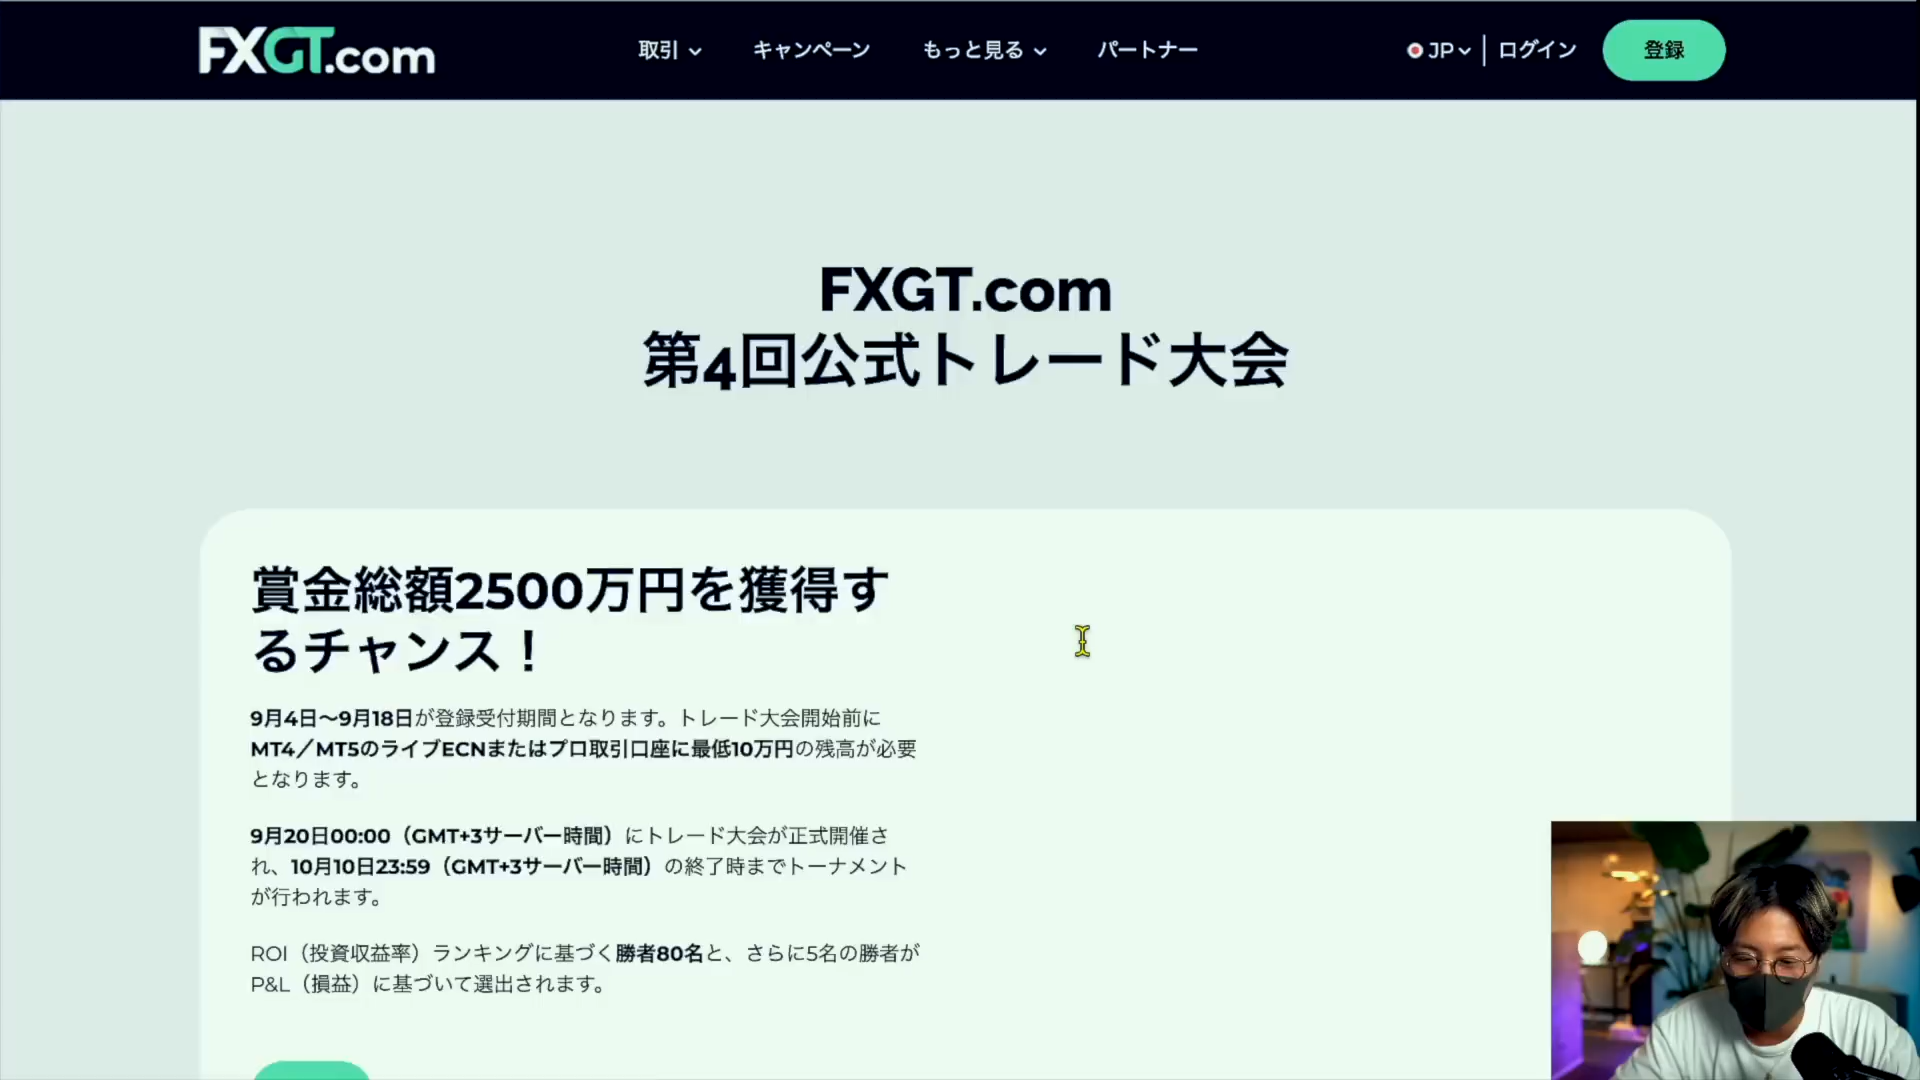 FXGT.com
取引
キャンペーン
もっと見る
パートナー
JP
ログイン
登録
FXGT.com
第4回公式トレード大会
賞金総額2500万円を獲得す
るチャンス！
9月4日〜9月18日が登録受付期間となります。トレード大会開始前に
MT4／MT5のライブECNまたはプロ取引口座に最低10万円の残高が必要
となります。
9月20日00:00（GMT+3サーバー時間）にトレード大会が正式開催さ
れ、10月10日23:59（GMT+3サーバー時間）の終了時までトーナメント
が行われます。
ROI（投資収益率）ランキングに基づく勝者80名と、さらに5名の勝者が
P&L（損益）に基づいて選出されます。